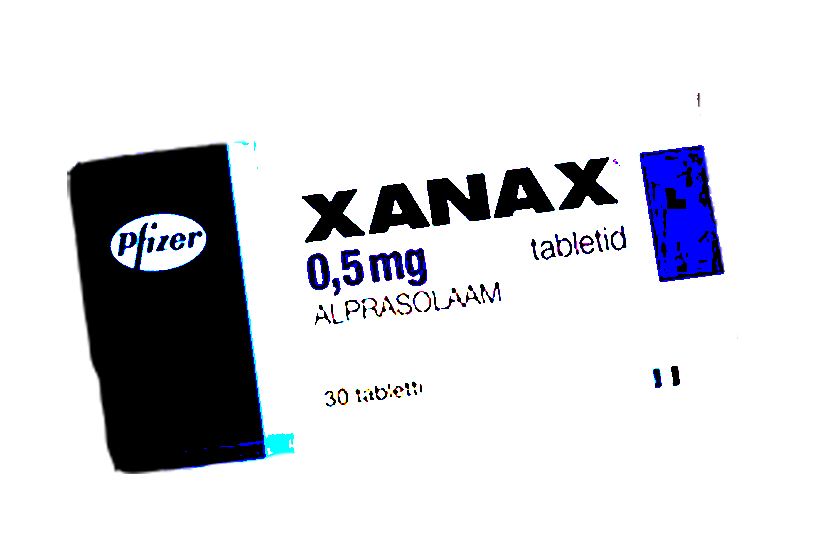 Pfizer
XANAX
0,5 mg
tabletid
ALPRASOLAAM
30 tabletti